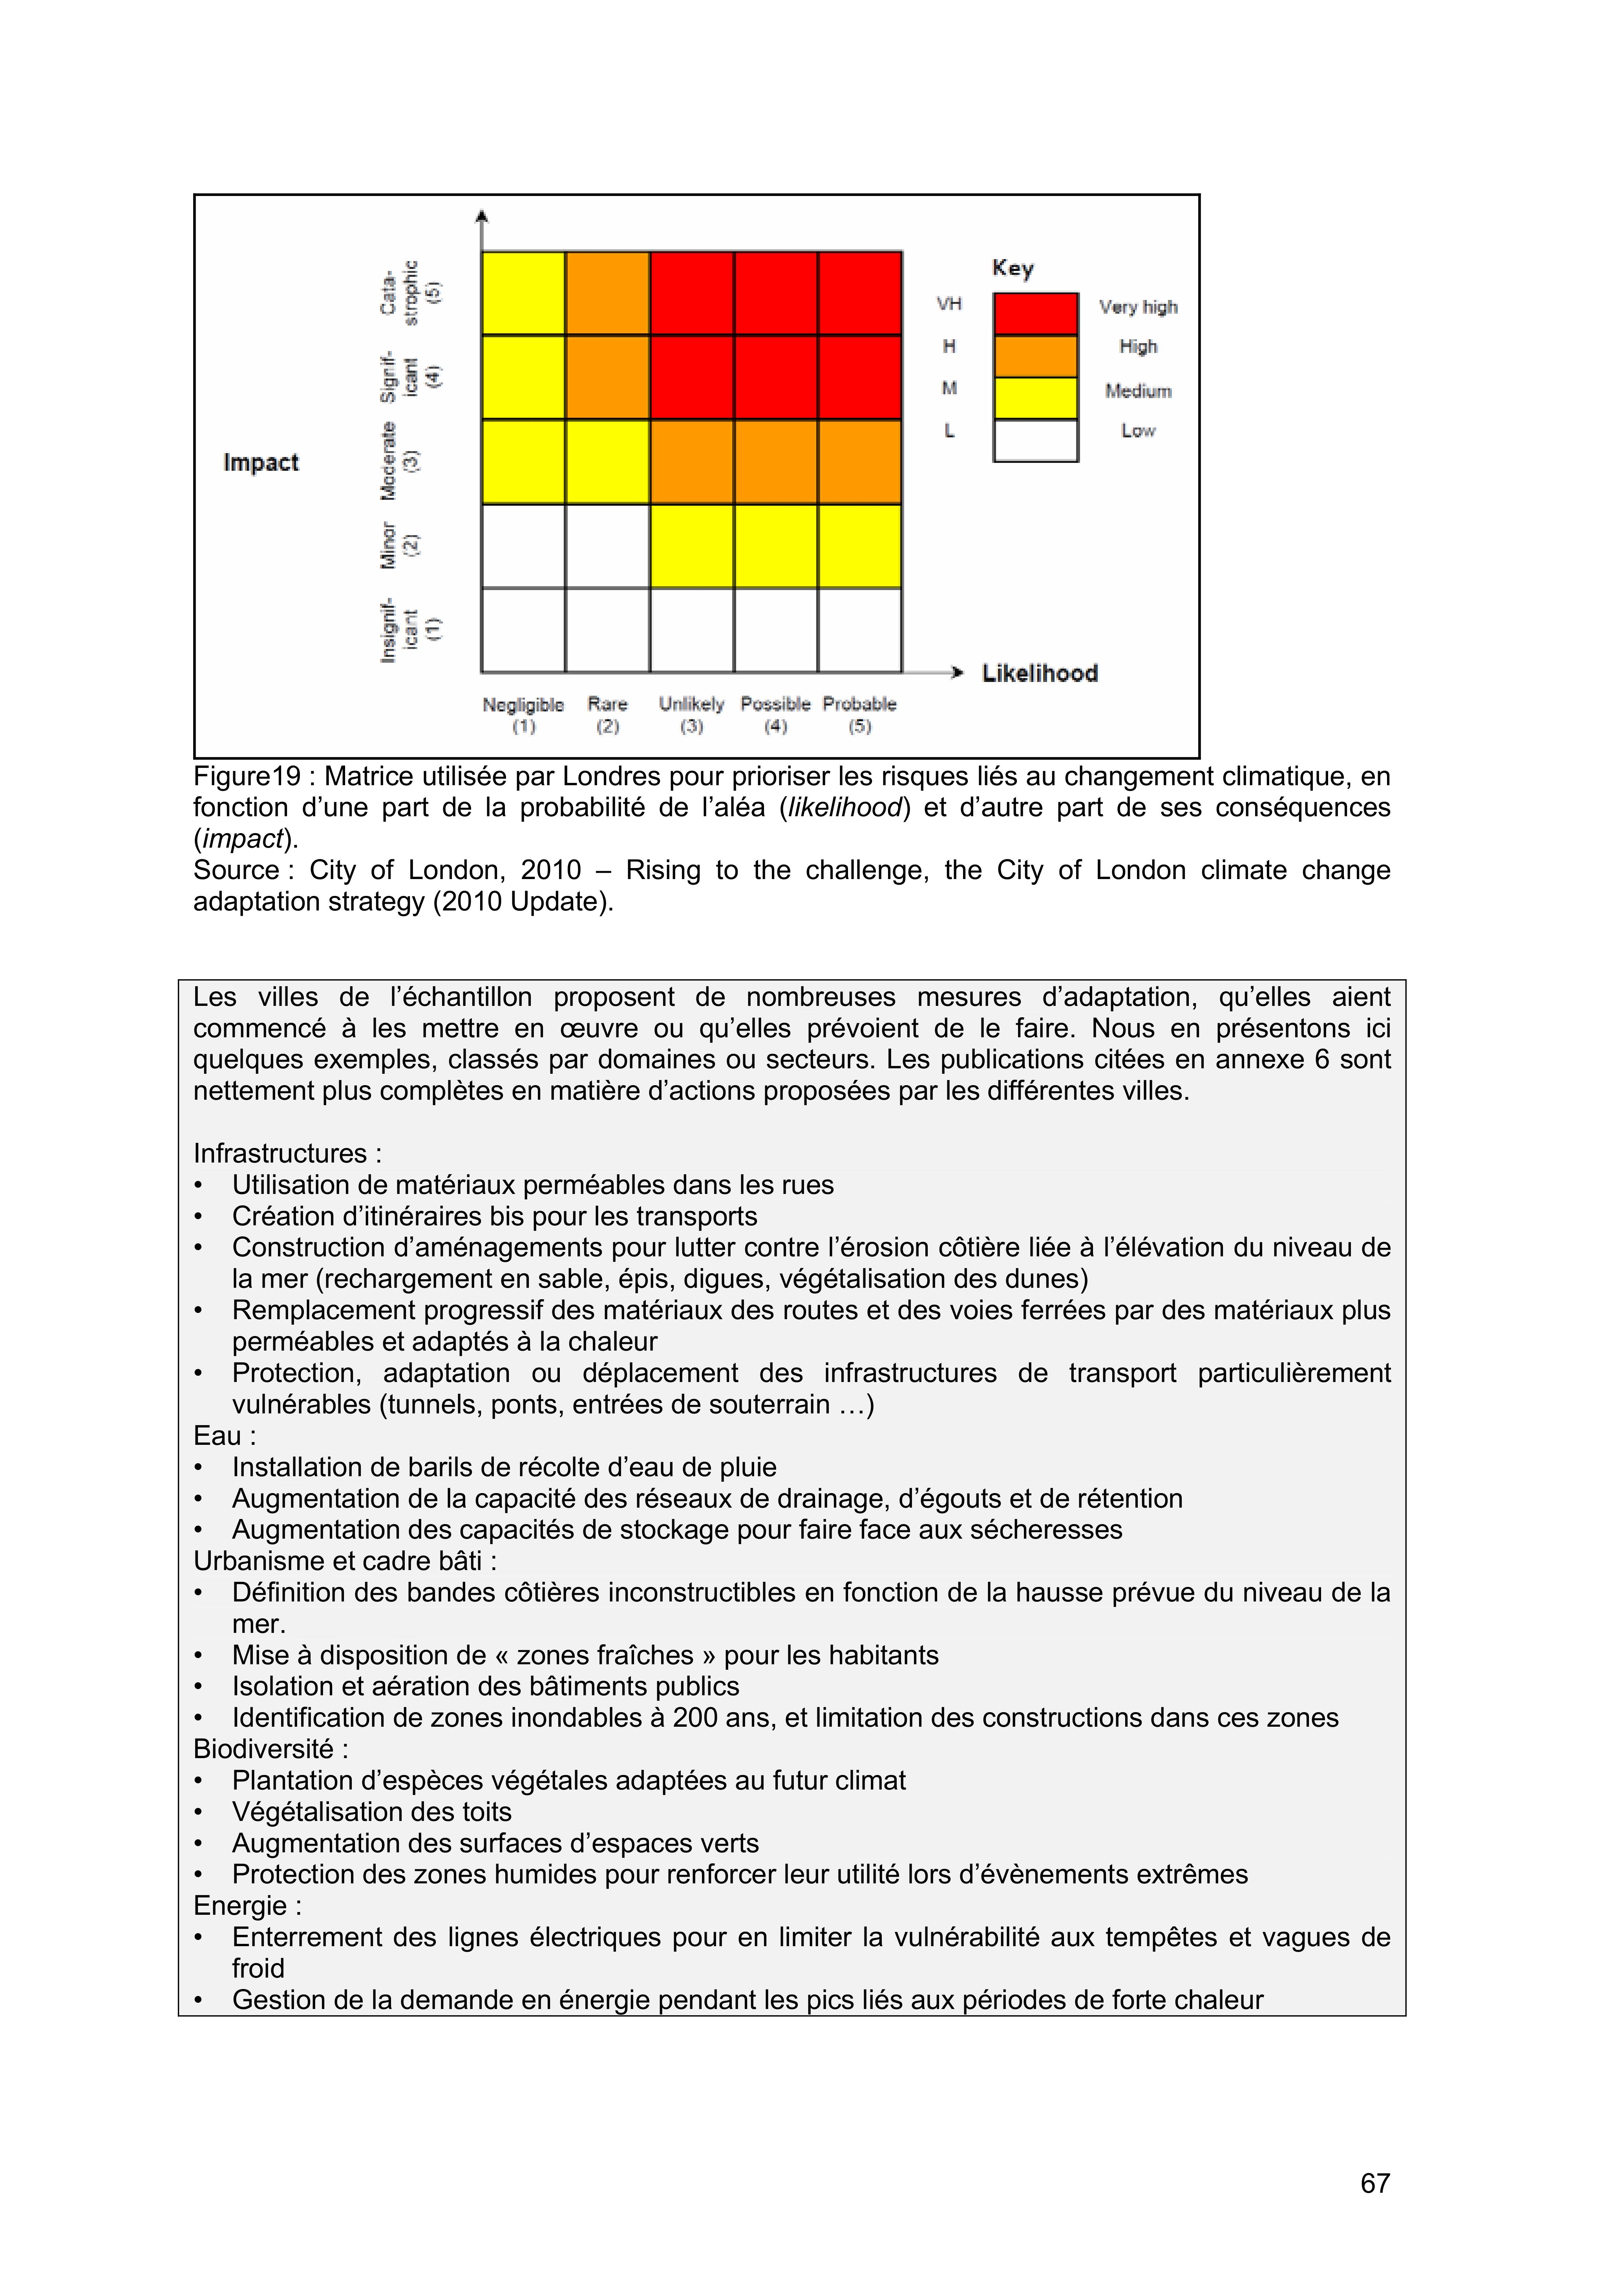 Cata-
strophic
(5)
Signif-
icant
(4)
Moderate
(3)
Minor
(2)
Insignif-
icant
(1)
Impact
Key
VH Very high
H High
M Medium
L Low
Likelihood
Negligible Rare Unlikely Possible Probable
(1) (2) (3) (4) (5)
Figure19 : Matrice utilisée par Londres pour prioriser les risques liés au changement climatique, en
fonction d’une part de la probabilité de l’aléa (likelihood) et d’autre part de ses conséquences
(impact).
Source : City of London, 2010 – Rising to the challenge, the City of London climate change
adaptation strategy (2010 Update).
Les villes de l’échantillon proposent de nombreuses mesures d’adaptation, qu’elles aient
commencé à les mettre en œuvre ou qu’elles prévoient de le faire. Nous en présentons ici
quelques exemples, classés par domaines ou secteurs. Les publications citées en annexe 6 sont
nettement plus complètes en matière d’actions proposées par les différentes villes.
Infrastructures :
• Utilisation de matériaux perméables dans les rues
• Création d’itinéraires bis pour les transports
• Construction d’aménagements pour lutter contre l’érosion côtière liée à l’élévation du niveau de
la mer (rechargement en sable, épis, digues, végétalisation des dunes)
• Remplacement progressif des matériaux des routes et des voies ferrées par des matériaux plus
perméables et adaptés à la chaleur
• Protection, adaptation ou déplacement des infrastructures de transport particulièrement
vulnérables (tunnels, ponts, entrées de souterrain …)
Eau :
• Installation de barils de récolte d’eau de pluie
• Augmentation de la capacité des réseaux de drainage, d’égouts et de rétention
• Augmentation des capacités de stockage pour faire face aux sécheresses
Urbanisme et cadre bâti :
• Définition des bandes côtières inconstructibles en fonction de la hausse prévue du niveau de la
mer.
• Mise à disposition de « zones fraîches » pour les habitants
• Isolation et aération des bâtiments publics
• Identification de zones inondables à 200 ans, et limitation des constructions dans ces zones
Biodiversité :
• Plantation d’espèces végétales adaptées au futur climat
• Végétalisation des toits
• Augmentation des surfaces d’espaces verts
• Protection des zones humides pour renforcer leur utilité lors d’évènements extrêmes
Energie :
• Enterrement des lignes électriques pour en limiter la vulnérabilité aux tempêtes et vagues de
froid
• Gestion de la demande en énergie pendant les pics liés aux périodes de forte chaleur
67